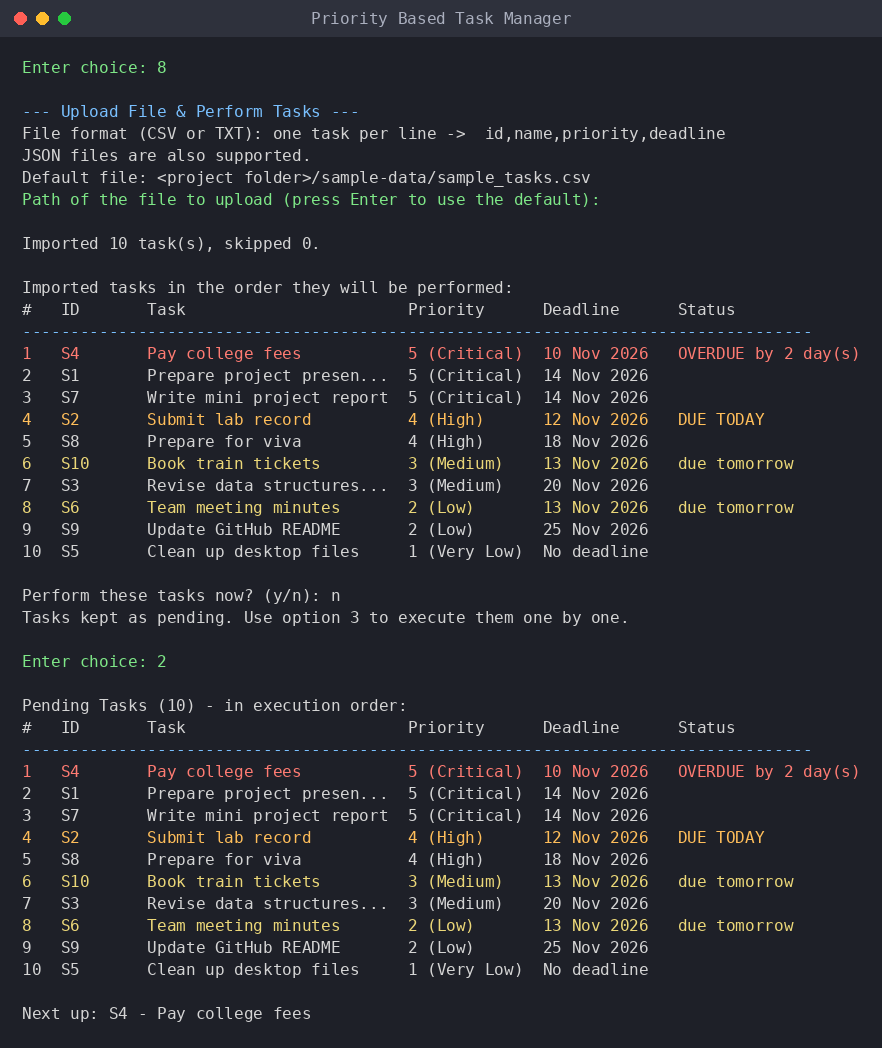 Priority Based Task Manager
Enter choice: 8
--- Upload File & Perform Tasks ---
File format (CSV or TXT): one task per line ->  id,name,priority,deadline
JSON files are also supported.
Default file: <project folder>/sample-data/sample_tasks.csv
Path of the file to upload (press Enter to use the default):
Imported 10 task(s), skipped 0.
Imported tasks in the order they will be performed:
#   ID       Task                       Priority      Deadline      Status
----------------------------------------------------------------------------------
1   S4       Pay college fees           5 (Critical)  10 Nov 2026   OVERDUE by 2 day(s)
2   S1       Prepare project presen...  5 (Critical)  14 Nov 2026
3   S7       Write mini project report  5 (Critical)  14 Nov 2026
4   S2       Submit lab record          4 (High)      12 Nov 2026   DUE TODAY
5   S8       Prepare for viva           4 (High)      18 Nov 2026
6   S10      Book train tickets         3 (Medium)    13 Nov 2026   due tomorrow
7   S3       Revise data structures...  3 (Medium)    20 Nov 2026
8   S6       Team meeting minutes       2 (Low)       13 Nov 2026   due tomorrow
9   S9       Update GitHub README       2 (Low)       25 Nov 2026
10  S5       Clean up desktop files     1 (Very Low)  No deadline
Perform these tasks now? (y/n): n
Tasks kept as pending. Use option 3 to execute them one by one.
Enter choice: 2
Pending Tasks (10) - in execution order:
#   ID       Task                       Priority      Deadline      Status
----------------------------------------------------------------------------------
1   S4       Pay college fees           5 (Critical)  10 Nov 2026   OVERDUE by 2 day(s)
2   S1       Prepare project presen...  5 (Critical)  14 Nov 2026
3   S7       Write mini project report  5 (Critical)  14 Nov 2026
4   S2       Submit lab record          4 (High)      12 Nov 2026   DUE TODAY
5   S8       Prepare for viva           4 (High)      18 Nov 2026
6   S10      Book train tickets         3 (Medium)    13 Nov 2026   due tomorrow
7   S3       Revise data structures...  3 (Medium)    20 Nov 2026
8   S6       Team meeting minutes       2 (Low)       13 Nov 2026   due tomorrow
9   S9       Update GitHub README       2 (Low)       25 Nov 2026
10  S5       Clean up desktop files     1 (Very Low)  No deadline
Next up: S4 - Pay college fees